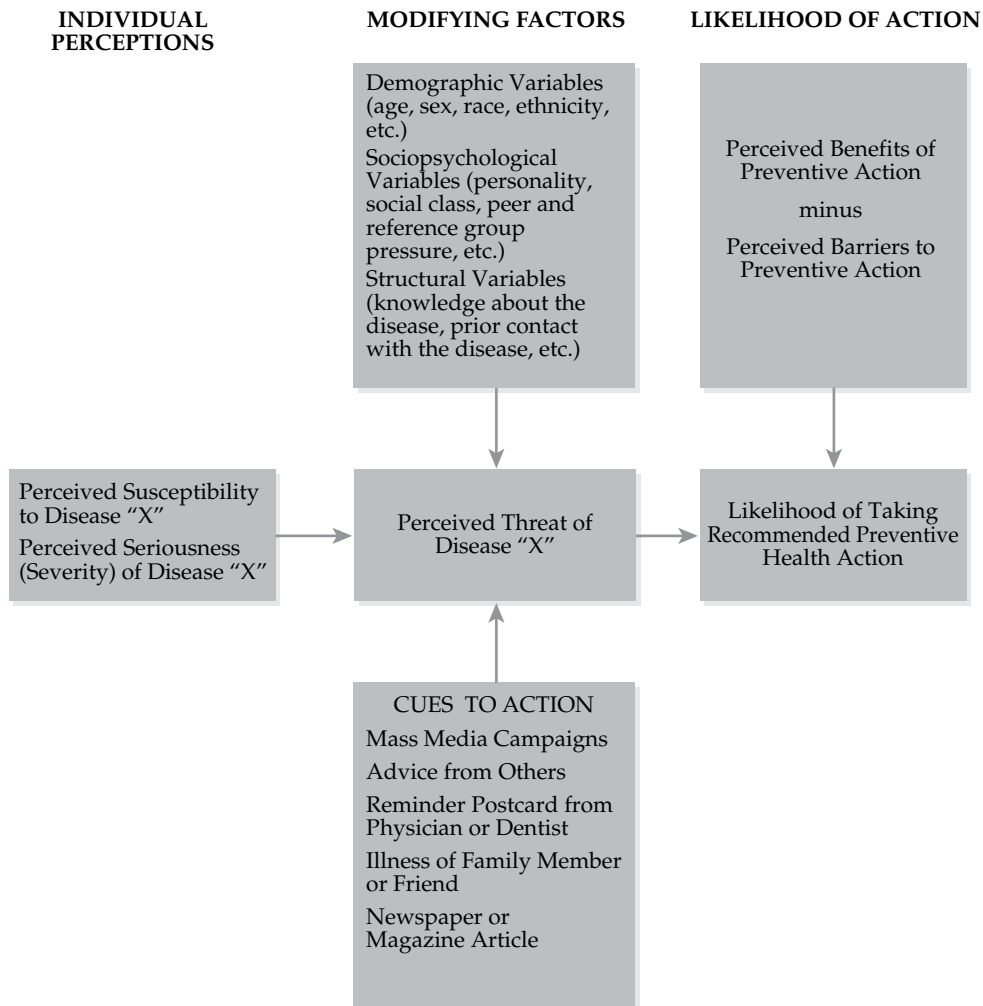 INDIVIDUAL
PERCEPTIONS
MODIFYING FACTORS
LIKELIHOOD OF ACTION
Demographic Variables
(age, sex, race, ethnicity,
etc.)
Sociopsychological
Variables (personality,
social class, peer and
reference group
pressure, etc.)
Structural Variables
(knowledge about the
disease, prior contact
with the disease, etc.)
Perceived Benefits of
Preventive Action
minus
Perceived Barriers to
Preventive Action
Perceived Susceptibility
to Disease “X”
Perceived Seriousness
(Severity) of Disease “X”
Perceived Threat of
Disease “X”
Likelihood of Taking
Recommended Preventive
Health Action
CUES TO ACTION
Mass Media Campaigns
Advice from Others
Reminder Postcard from
Physician or Dentist
Illness of Family Member
or Friend
Newspaper or
Magazine Article